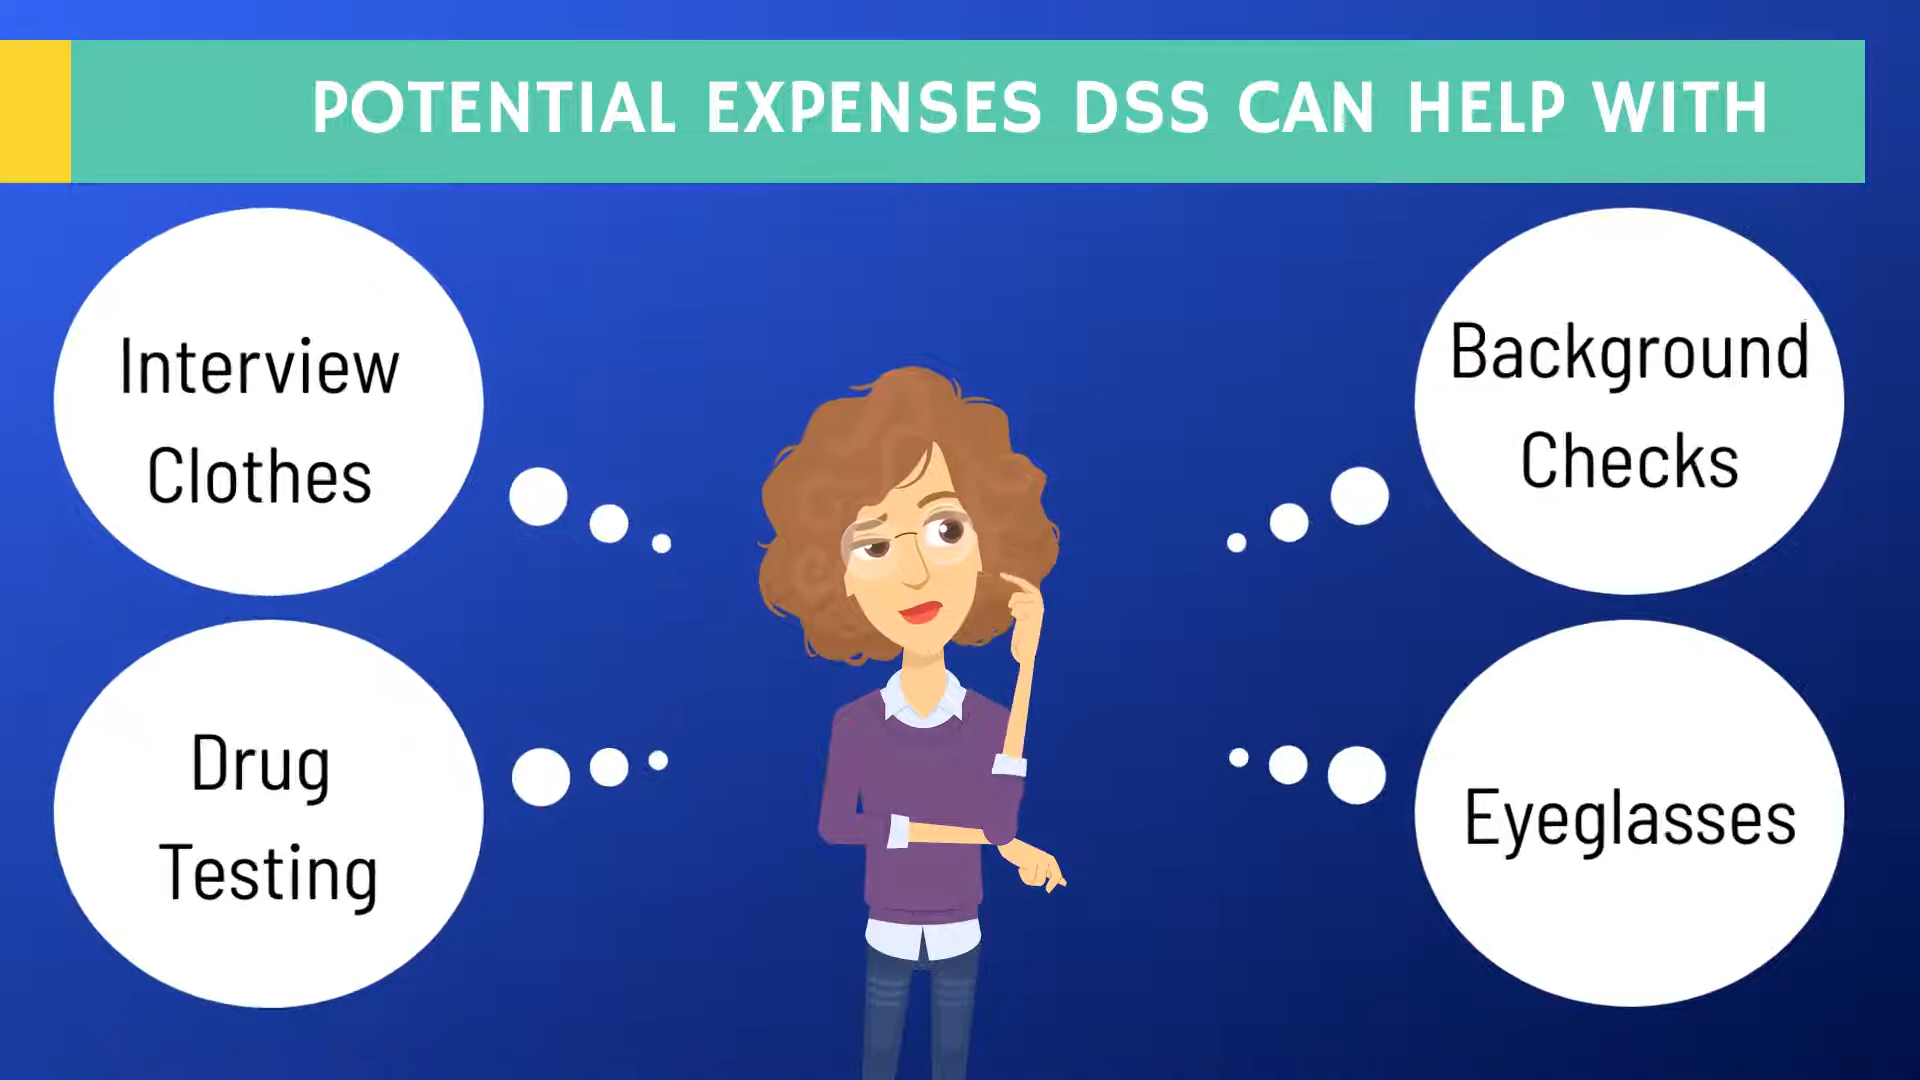 POTENTIAL EXPENSES DSS CAN HELP WITH
Interview
Clothes
Background
Checks
Drug
Testing
Eyeglasses